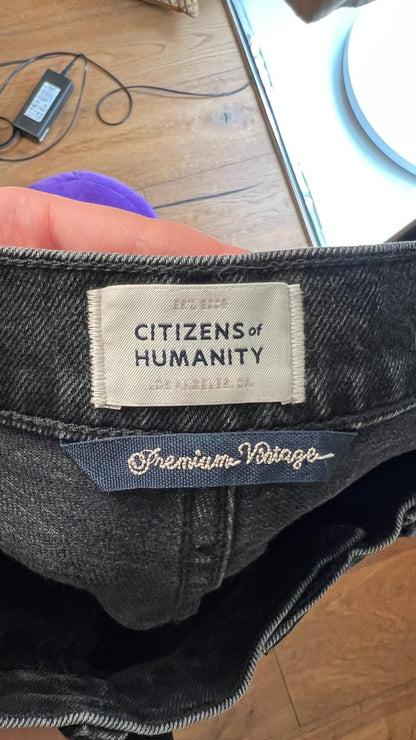 EST. 2003
CITIZENS of
HUMANITY
LOS ANGELES, CA.
Premium Vintage